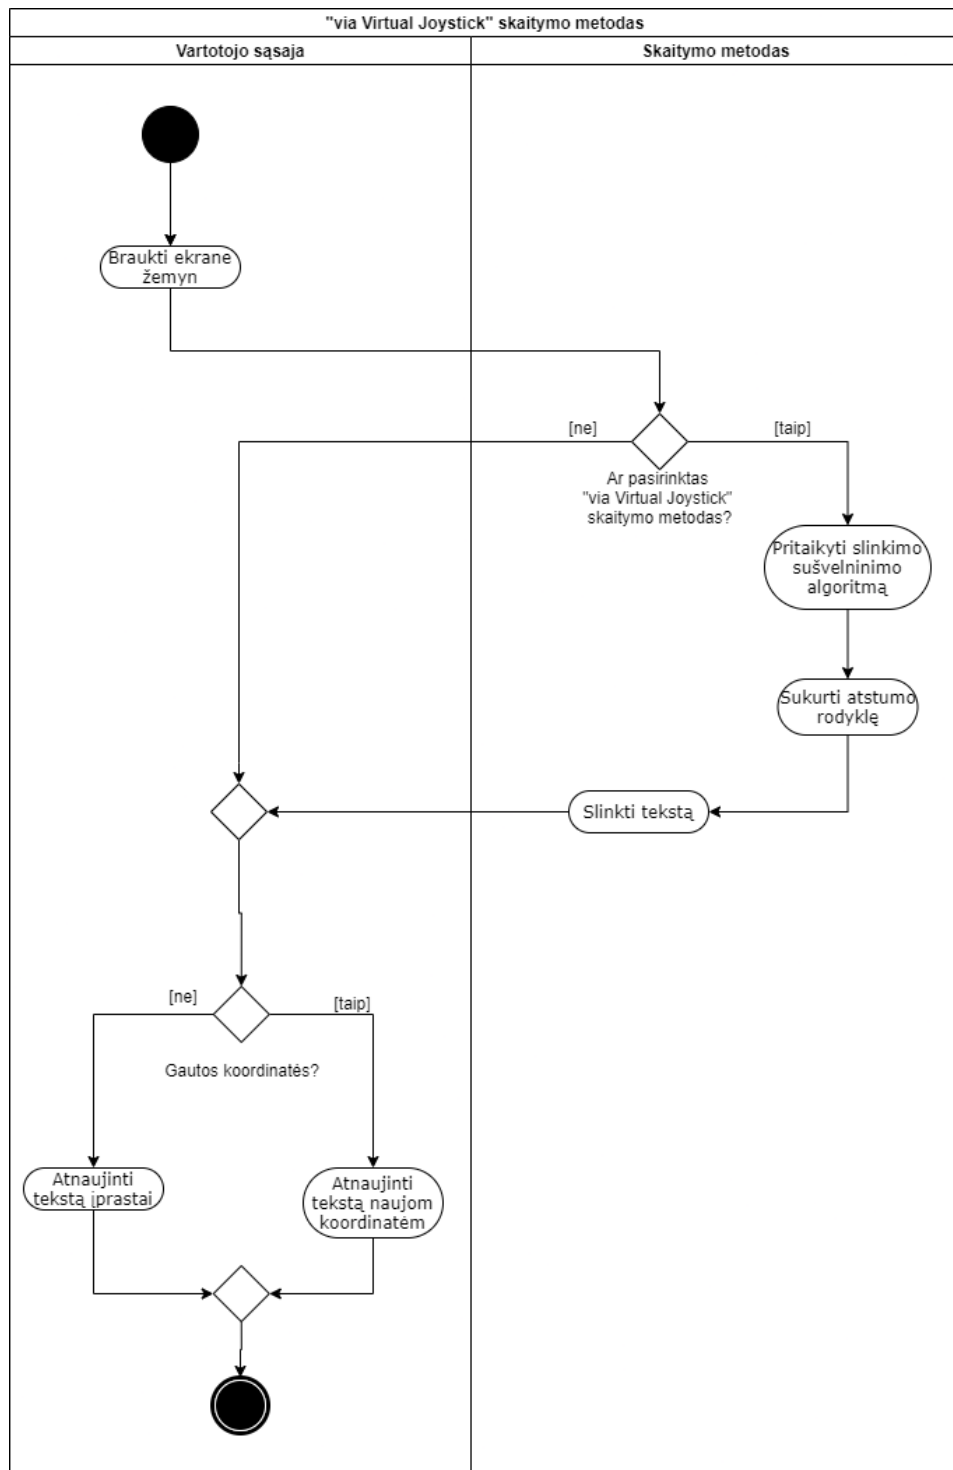 "via Virtual Joystick" skaitymo metodas
Vartotojo sąsaja
Skaitymo metodas
Braukti ekrane
žemyn
[ne]
[taip]
Ar pasirinktas
"via Virtual Joystick"
skaitymo metodas?
Pritaikyti slinkimo
sušvelninimo
algoritmą
Sukurti atstumo
rodyklę
Slinkti tekstą
[ne]
[taip]
Gautos koordinatės?
Atnaujinti
tekstą įprastai
Atnaujinti
tekstą naujom
koordinatėm